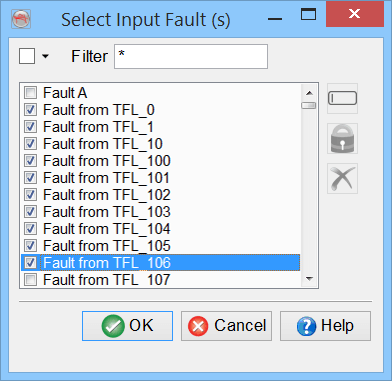 Select Input Fault (s)
Filter *
Fault A
Fault from TFL_0
Fault from TFL_1
Fault from TFL_10
Fault from TFL_100
Fault from TFL_101
Fault from TFL_102
Fault from TFL_103
Fault from TFL_104
Fault from TFL_105
Fault from TFL_106
Fault from TFL_107
OK Cancel Help